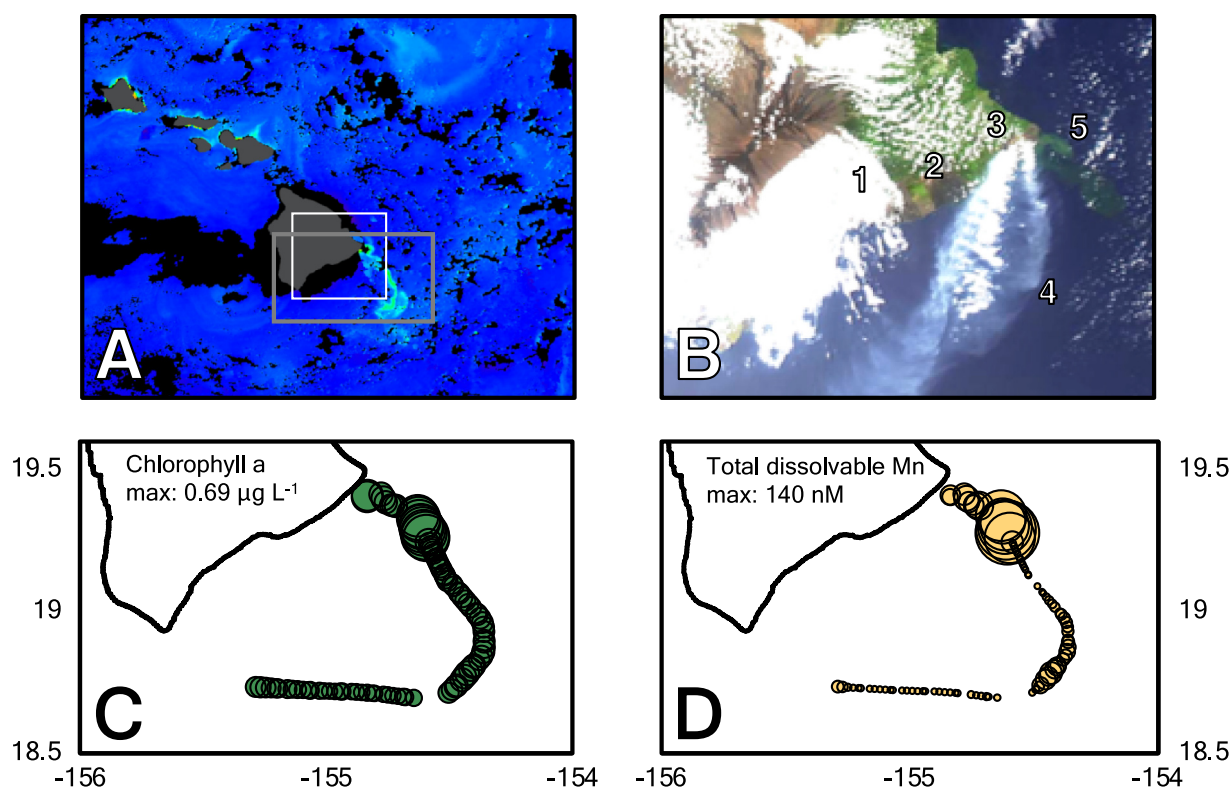 A
B
1
2
3
4
5
19.5
19
18.5
Chlorophyll a
max: 0.69 µg L⁻¹
C
-156
-155
-154
Total dissolvable Mn
max: 140 nM
D
19.5
19
18.5
-156
-155
-154